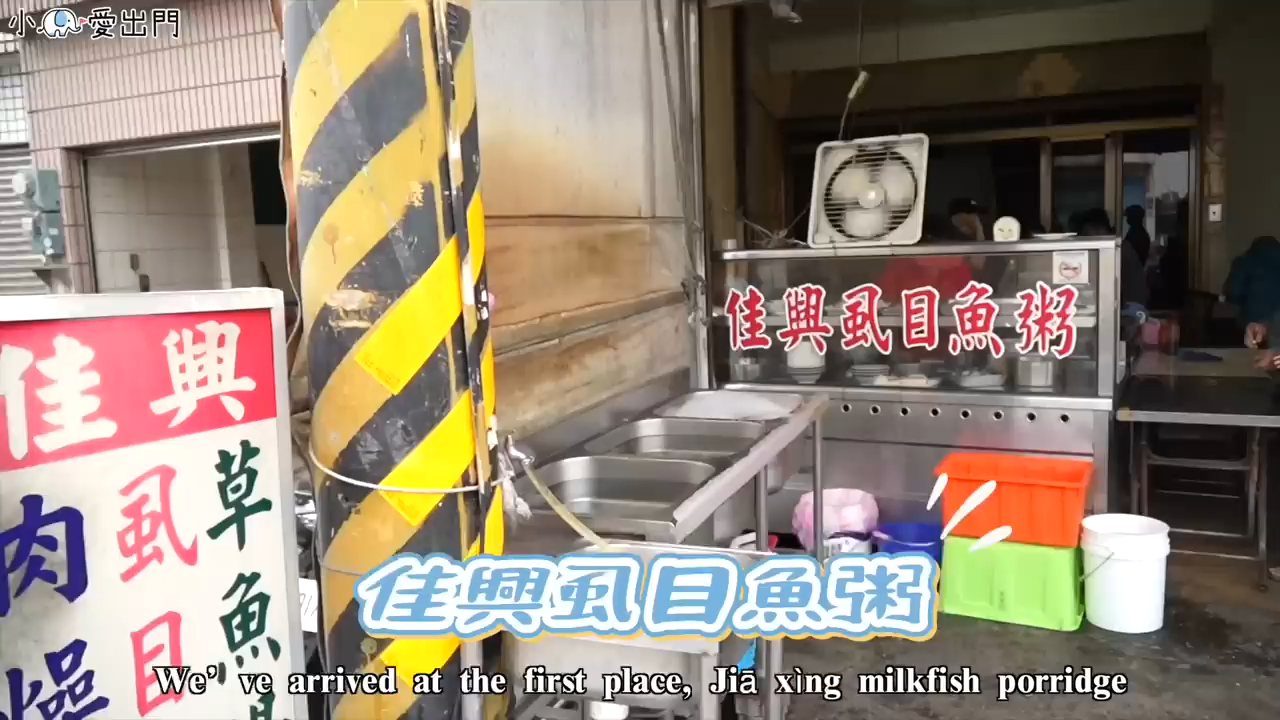 小愛出門
佳興虱目魚粥
佳興
草魚
虱目
肉燥
佳興虱目魚粥
We've arrived at the first place, Jiā xìng milkfish porridge